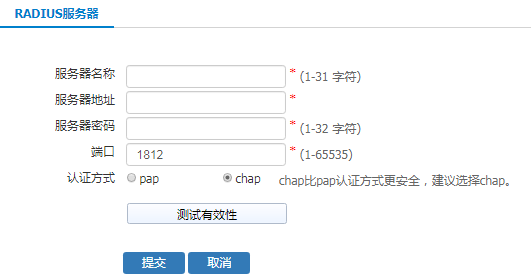 RADIUS服务器
服务器名称 * (1-31 字符)
服务器地址 *
服务器密码 * (1-32 字符)
端口 1812 * (1-65535)
认证方式 pap chap chap比pap认证方式更安全，建议选择chap。
测试有效性
提交 取消